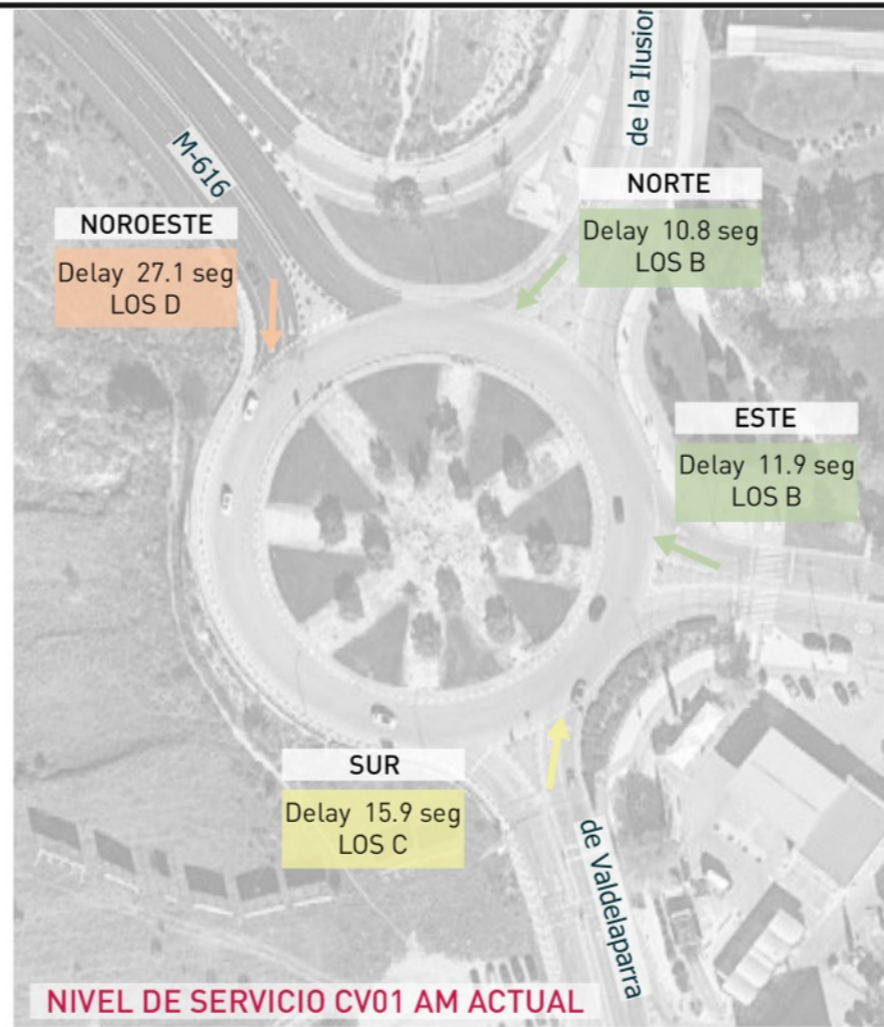 de la Ilusion
M-616
NORTE
Delay 10.8 seg
LOS B
NOROESTE
Delay 27.1 seg
LOS D
ESTE
Delay 11.9 seg
LOS B
SUR
Delay 15.9 seg
LOS C
de Valdelaparra
NIVEL DE SERVICIO CV01 AM ACTUAL